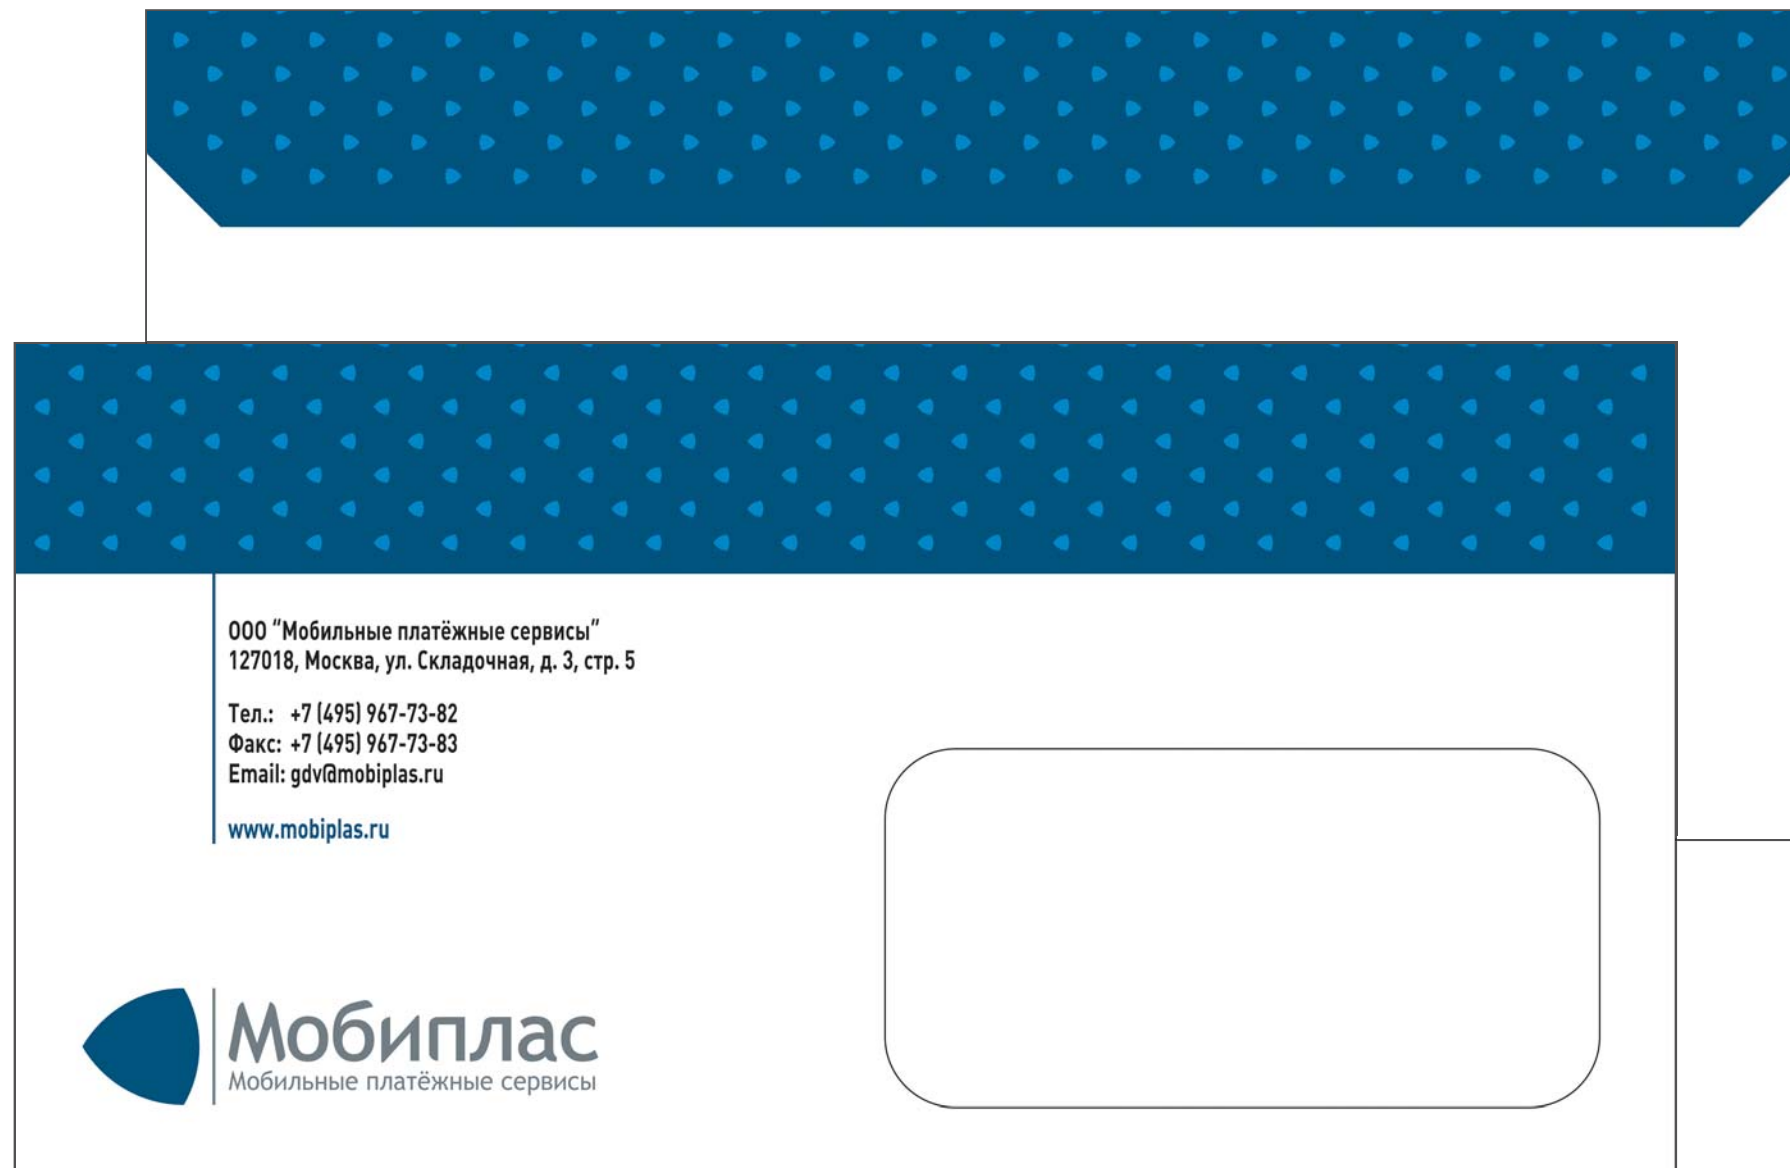 ООО “Мобильные платёжные сервисы”
127018, Москва, ул. Складочная, д. 3, стр. 5
Тел.: +7 (495) 967-73-82
Факс: +7 (495) 967-73-83
Email: gdv@mobiplas.ru
www.mobiplas.ru
Мобиплас
Мобильные платёжные сервисы